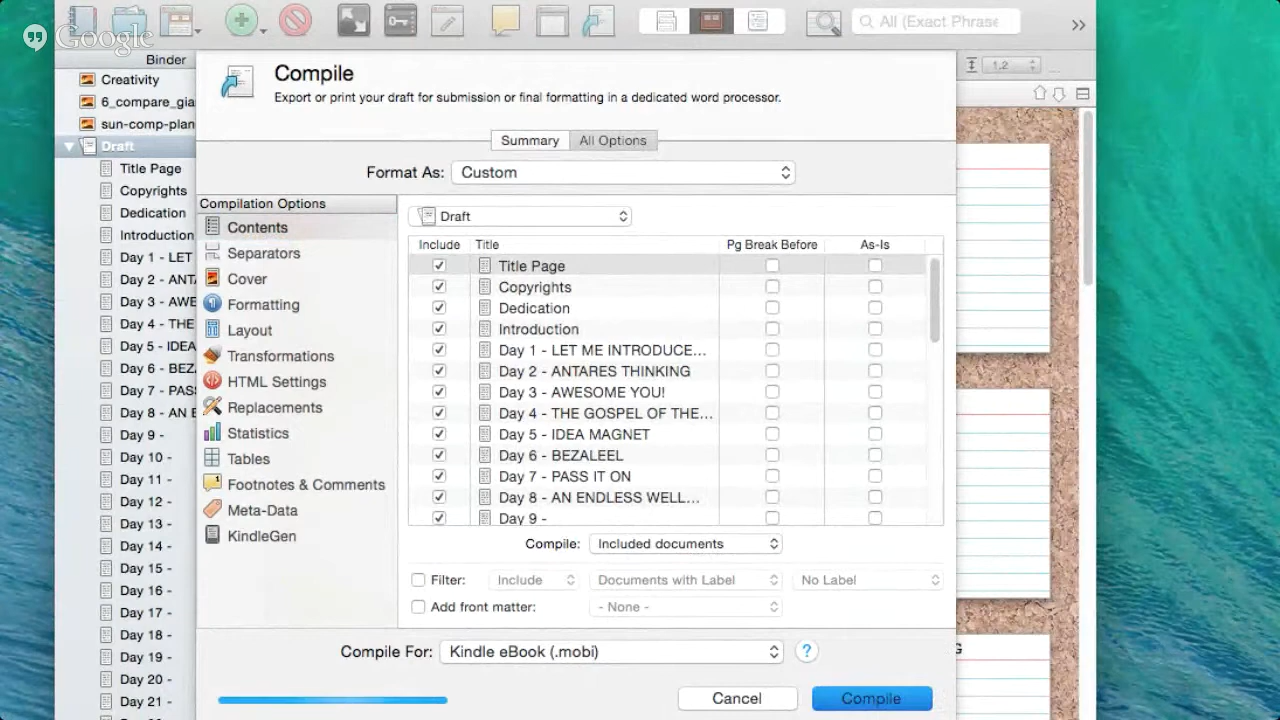 Google
All (Exact Phrase
Binder
1.2
Creativity
6_compare_gia
sun-comp-plan
Draft
Title Page
Copyrights
Dedication
Introduction
Day 1 - LET
Day 2 - ANTA
Day 3 - AWE
Day 4 - THE
Day 5 - IDEA
Day 6 - BEZ
Day 7 - PAS
Day 8 - AN E
Day 9 -
Day 10 -
Day 11 -
Day 12 -
Day 13 -
Day 14 -
Day 15 -
Day 16 -
Day 17 -
Day 18 -
Day 19 -
Day 20 -
Day 21 -
Compile
Export or print your draft for submission or final formatting in a dedicated word processor.
Summary All Options
Format As: Custom
Compilation Options
Contents
Separators
Cover
Formatting
Layout
Transformations
HTML Settings
Replacements
Statistics
Tables
Footnotes & Comments
Meta-Data
KindleGen
Draft
Include Title Pg Break Before As-Is
Title Page
Copyrights
Dedication
Introduction
Day 1 - LET ME INTRODUCE...
Day 2 - ANTARES THINKING
Day 3 - AWESOME YOU!
Day 4 - THE GOSPEL OF THE...
Day 5 - IDEA MAGNET
Day 6 - BEZALEEL
Day 7 - PASS IT ON
Day 8 - AN ENDLESS WELL...
Day 9 -
Compile: Included documents
Filter: Include Documents with Label No Label
Add front matter: - None -
Compile For: Kindle eBook (.mobi) ?
Cancel Compile
G